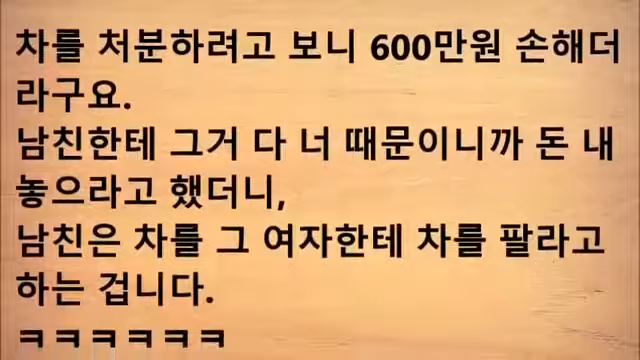 차를 처분하려고 보니 600만원 손해더
라구요.
남친한테 그거 다 너 때문이니까 돈 내
놓으라고 했더니,
남친은 차를 그 여자한테 차를 팔라고
하는 겁니다.
ㅋㅋㅋㅋㅋㅋ